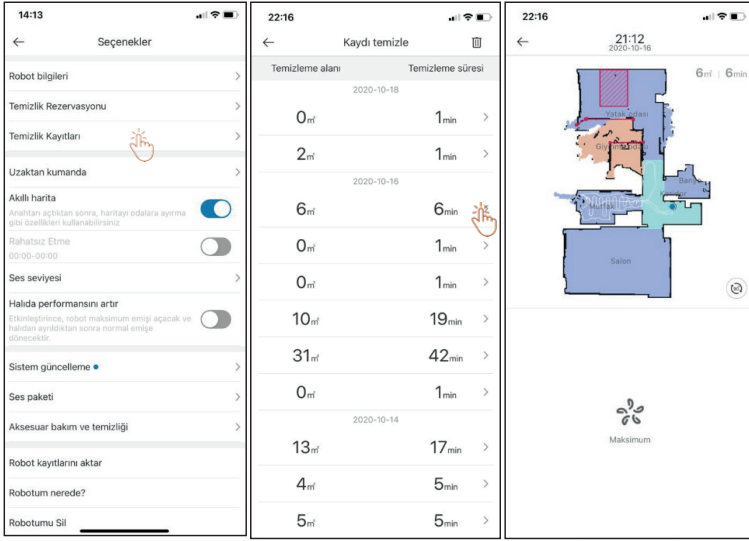 14:13
Seçenekler
Robot bilgileri
Temizlik Rezervasyonu
Temizlik Kayıtları
Uzaktan kumanda
Akıllı harita
Anahtarı açtıktan sonra, haritayı odalara ayırma
gibi özellikleri kullanabilirsiniz
Rahatsız Etme
00:00-00:00
Ses seviyesi
Halıda performansını artır
Etkinleştirince, robot maksimum emişi açacak ve
halıdan ayrıldıktan sonra normal emişe
dönecektir.
Sistem güncelleme
Ses paketi
Aksesuar bakım ve temizliği
Robot kayıtlarını aktar
Robotum nerede?
Robotumu Sil
22:16
Kaydı temizle
Temizleme alanı Temizleme süresi
2020-10-18
0㎡ 1min
2㎡ 1min
2020-10-16
6㎡ 6min
0㎡ 1min
0㎡ 1min
10㎡ 19min
31㎡ 42min
0㎡ 1min
2020-10-14
13㎡ 17min
4㎡ 5min
5㎡ 5min
22:16
21:12
2020-10-16
6㎡ | 6min
Yatak odası
Banyo
Koridor
Mutfak
Salon
Maksimum